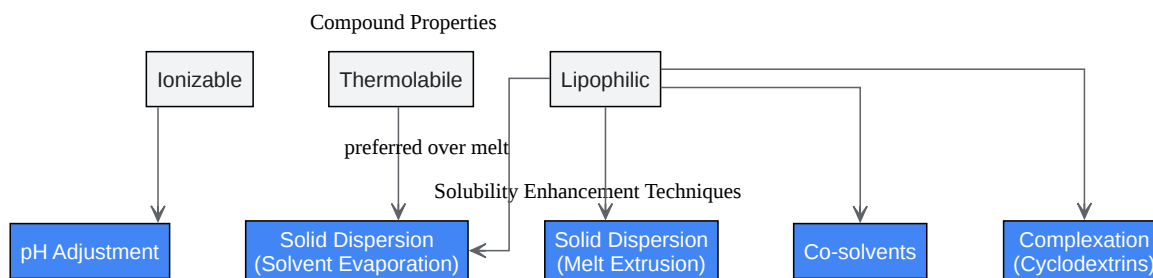 Compound Properties
Ionizable
Thermolabile
Lipophilic
preferred over melt
Solubility Enhancement Techniques
pH Adjustment
Solid Dispersion
(Solvent Evaporation)
Solid Dispersion
(Melt Extrusion)
Co-solvents
Complexation
(Cyclodextrins)